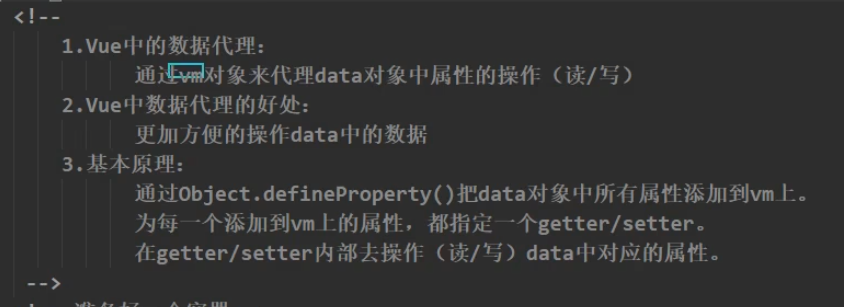 <!--
1.Vue中的数据代理：
通过vm对象来代理data对象中属性的操作（读/写）
2.Vue中数据代理的好处：
更加方便的操作data中的数据
3.基本原理：
通过Object.defineProperty()把data对象中所有属性添加到vm上。
为每一个添加到vm上的属性，都指定一个getter/setter。
在getter/setter内部去操作（读/写）data中对应的属性。
-->